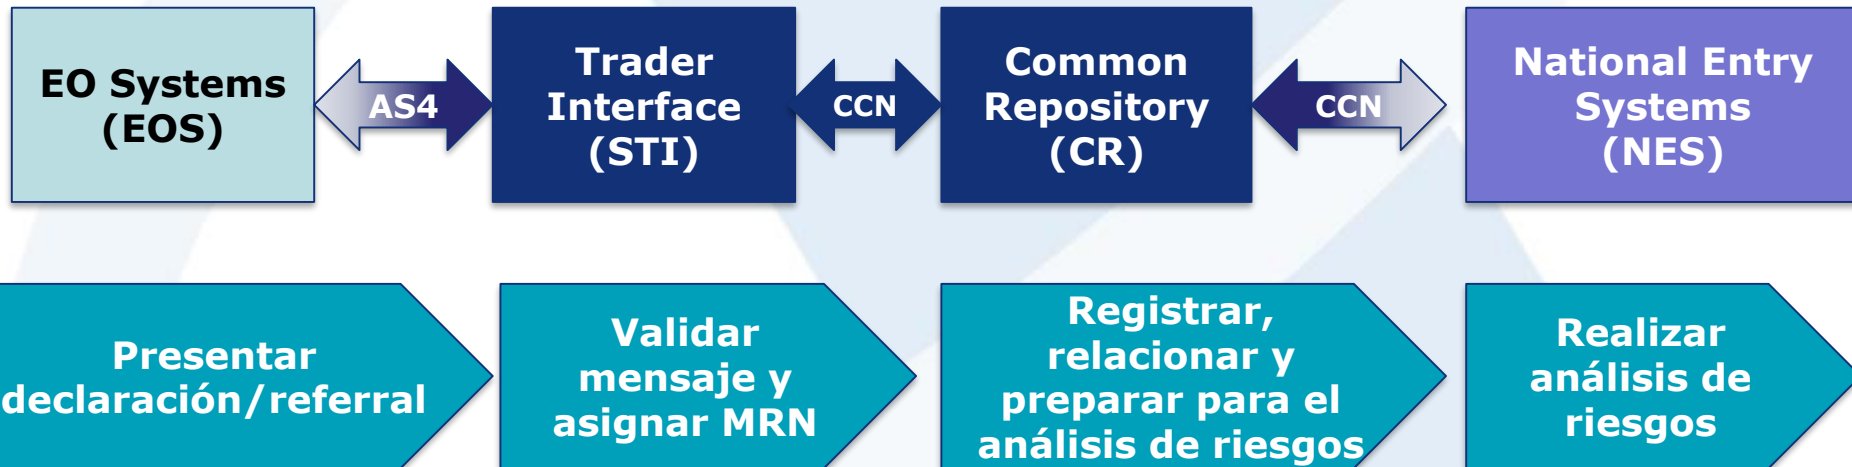 EO Systems
(EOS)
AS4
Trader
Interface
(STI)
CCN
Common
Repository
(CR)
CCN
National Entry
Systems
(NES)
Presentar
declaración/referral
Validar
mensaje y
asignar MRN
Registrar,
relacionar y
preparar para el
análisis de riesgos
Realizar
análisis de
riesgos